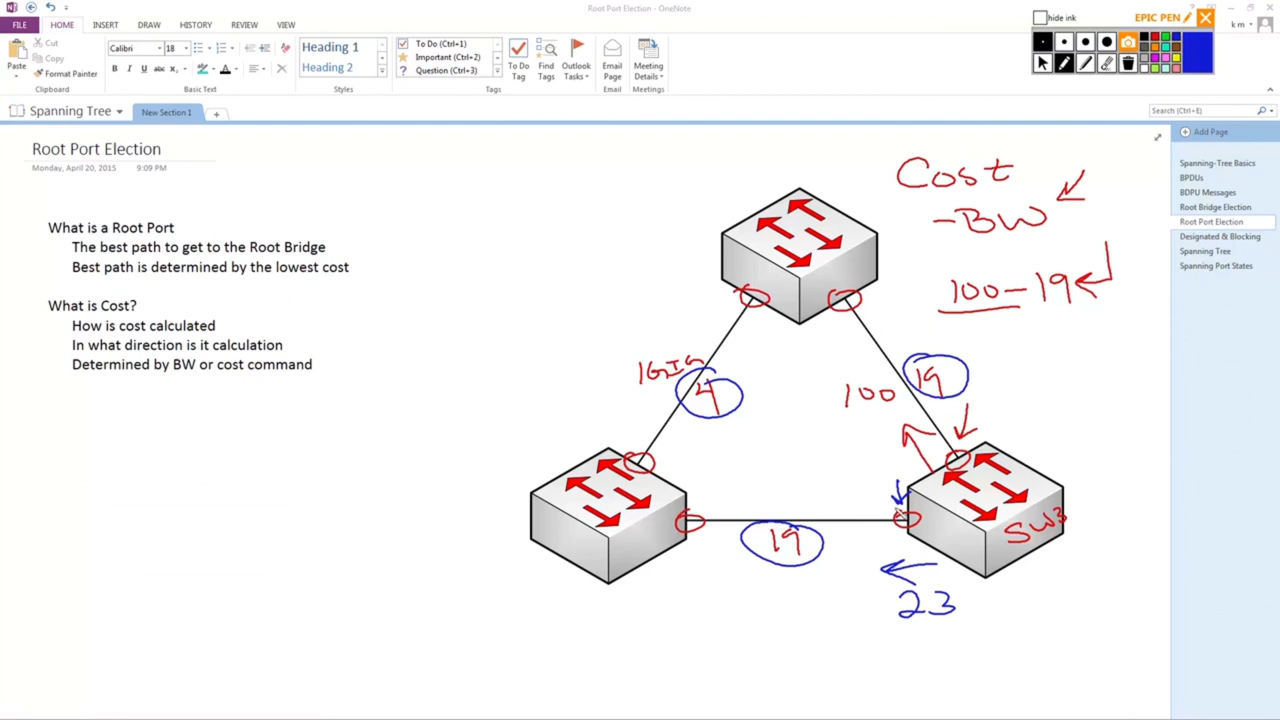 Root Port Election - OneNote
hide ink
EPIC PEN
FILE HOME INSERT DRAW HISTORY REVIEW VIEW
k m
Paste
Cut
Copy
Format Painter
Clipboard
Calibri 18
B I U abc x₂ A
Basic Text
Heading 1
Heading 2
Styles
To Do (Ctrl+1)
Important (Ctrl+2)
Question (Ctrl+3)
To Do Tag
Find Tags
Outlook Tasks
Tags
Email Page
Email
Meeting Details
Meetings
Spanning Tree
New Section 1
Search (Ctrl+E)
Root Port Election
Monday, April 20, 2015 9:09 PM
What is a Root Port
The best path to get to the Root Bridge
Best path is determined by the lowest cost
What is Cost?
How is cost calculated
In what direction is it calculation
Determined by BW or cost command
Cost
-BW
100-19
1GIG
4
100
19
19
SW3
23
Add Page
Spanning-Tree Basics
BPDUs
BDPU Messages
Root Bridge Election
Root Port Election
Designated & Blocking
Spanning Tree
Spanning Port States